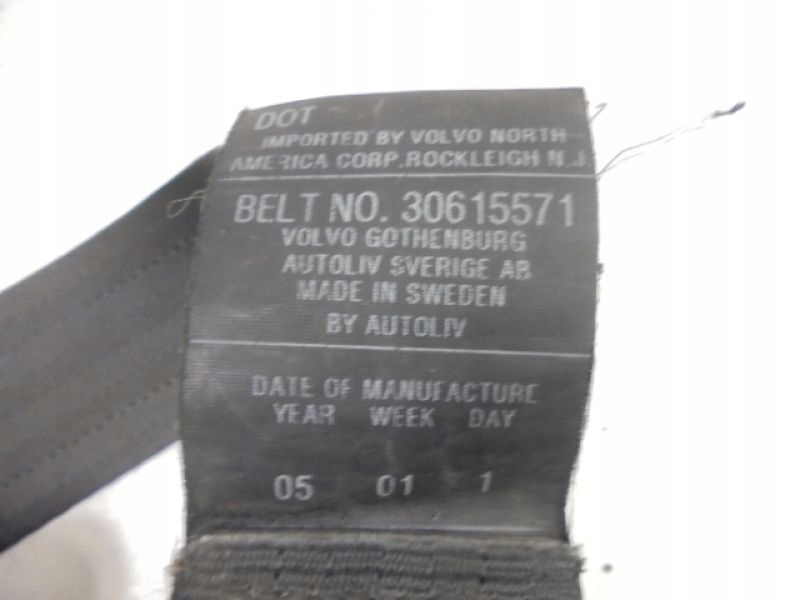 DOT
IMPORTED BY VOLVO NORTH
AMERICA CORP.ROCKLEIGH N.J
BELT NO. 30615571
VOLVO GOTHENBURG
AUTOLIV SVERIGE AB
MADE IN SWEDEN
BY AUTOLIV
DATE OF MANUFACTURE
YEAR WEEK DAY
05 01 1